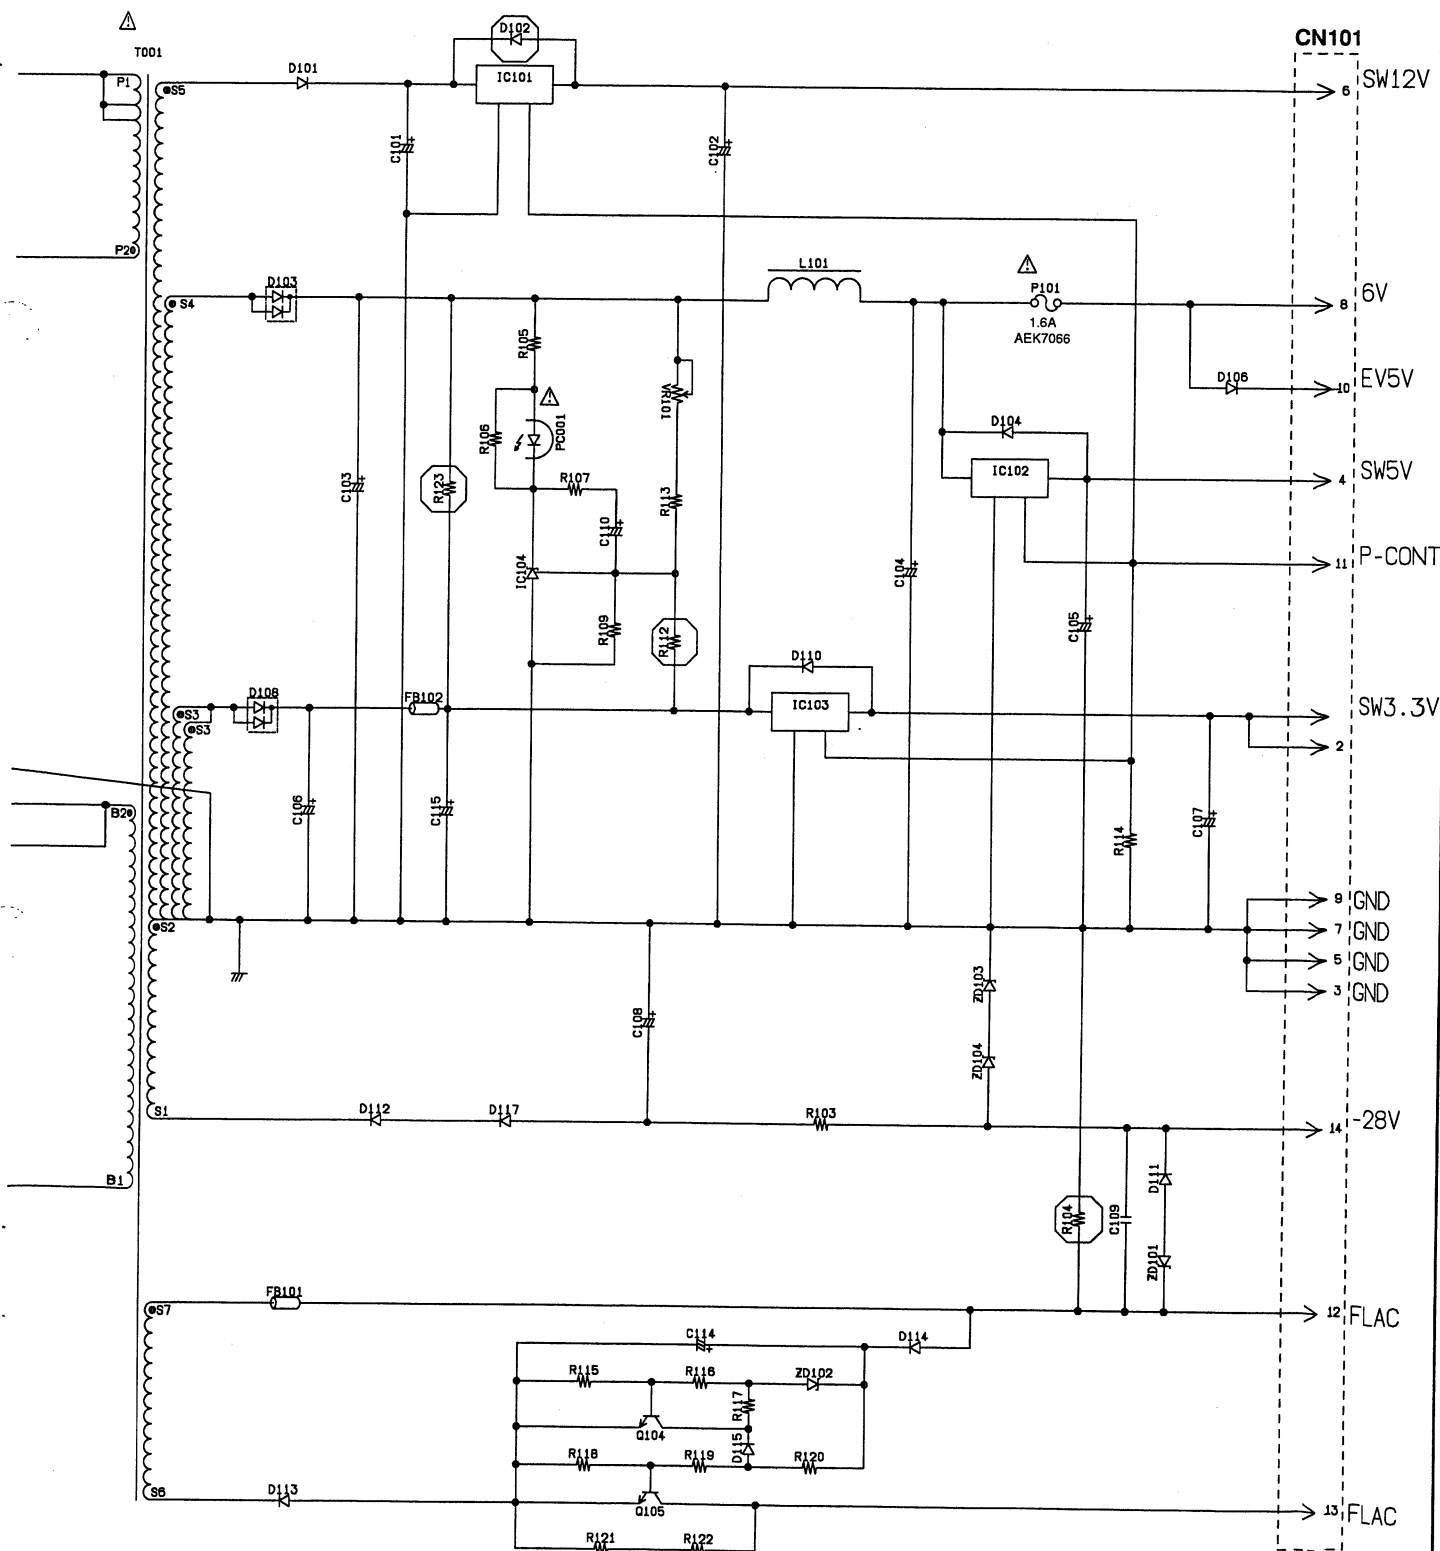 D102
CN101
T001
D101
IC101
P1
S5
6 SW12V
C101
C102
P2
L101
D103
P101
S4
8 6V
1.6A
AEK7066
R105
D106
10 EV5V
VR101
R106
PC001
D104
R107
IC102
4 SW5V
C103
R123
R113
C110
11 P-CONT
IC104
C104
R109
R112
C105
D110
D108
FB102
IC103
S3
SW3.3V
S3
2
C106
C115
C107
B2
R114
9 GND
S2
7 GND
5 GND
ZD103
3 GND
C108
ZD104
S1
D112
D117
R103
14 -28V
B1
D111
R104
C109
ZD101
FB101
S7
12 FLAC
C114
D114
R115
R116
ZD102
R117
Q104
D115
R118
R119
R120
S6
D113
Q105
13 FLAC
R121
R122